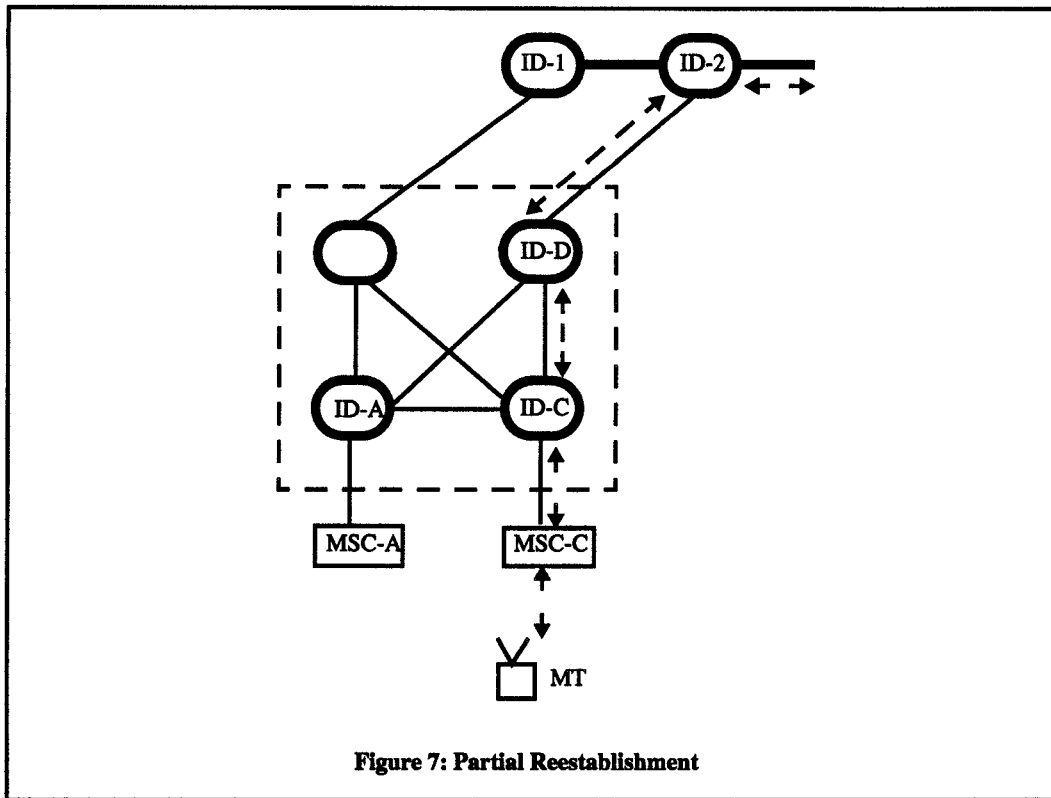 ID-1
ID-2
ID-D
ID-A
ID-C
MSC-A
MSC-C
MT
Figure 7: Partial Reestablishment